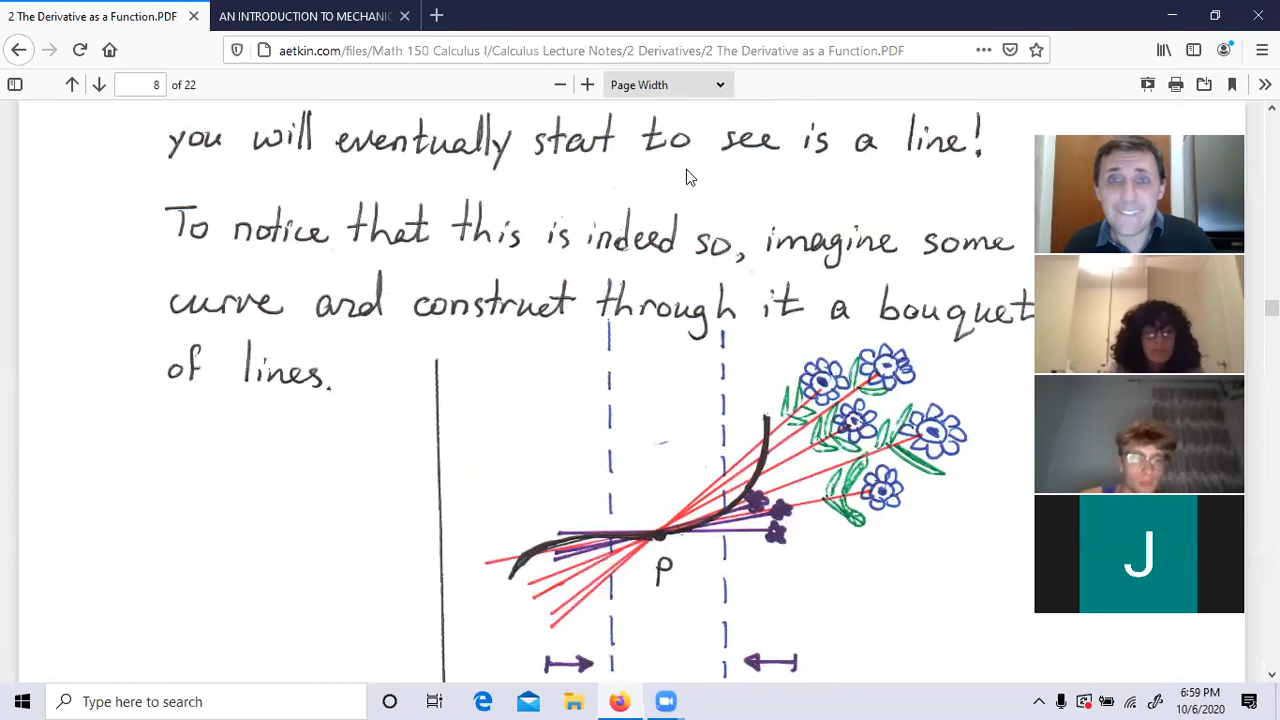 2 The Derivative as a Function.PDF
AN INTRODUCTION TO MECHANIC
aetkin.com/files/Math 150 Calculus I/Calculus Lecture Notes/2 Derivatives/2 The Derivative as a Function.PDF
8 of 22
Page Width
you will eventually start to see is a line!
To notice that this is indeed so, imagine some
curve and construct through it a bouquet
of lines.
P
J
Type here to search
6:59 PM
10/6/2020